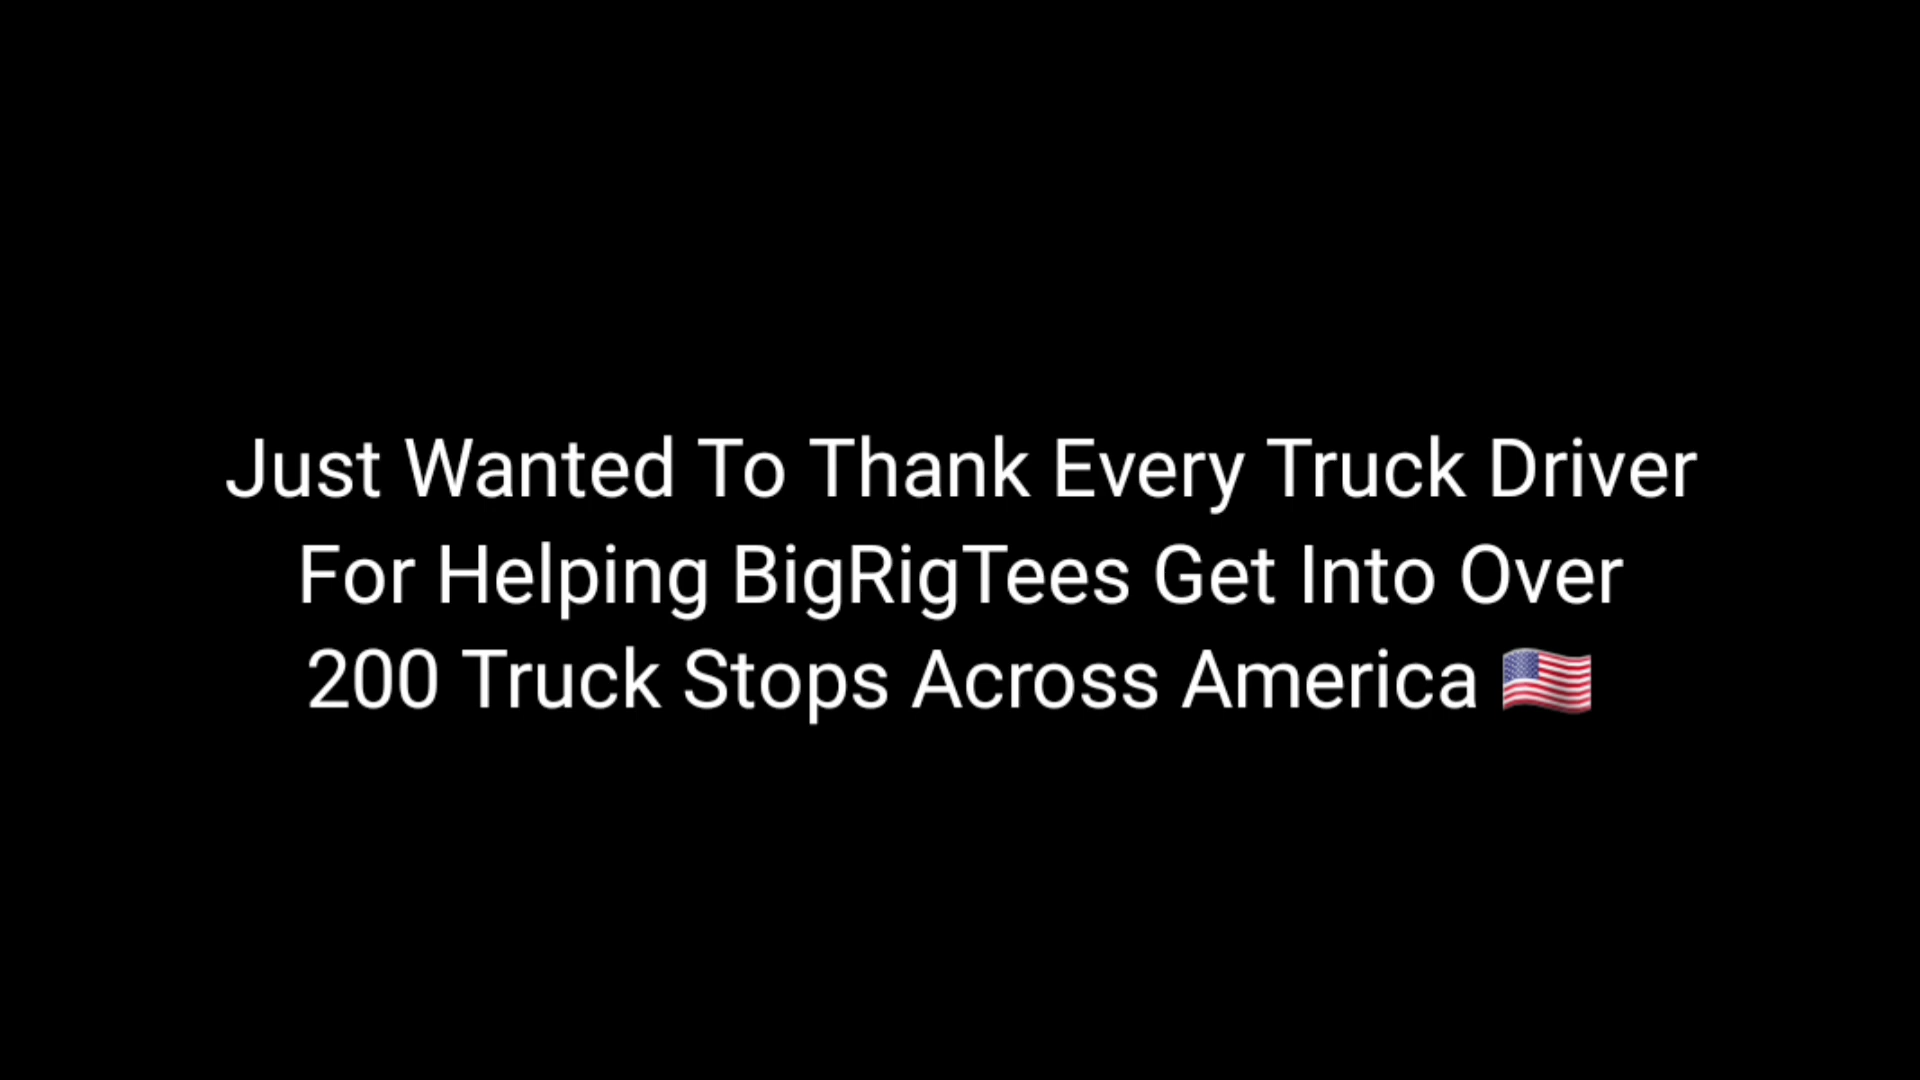 Just Wanted To Thank Every Truck Driver
For Helping BigRigTees Get Into Over
200 Truck Stops Across America 🇺🇸